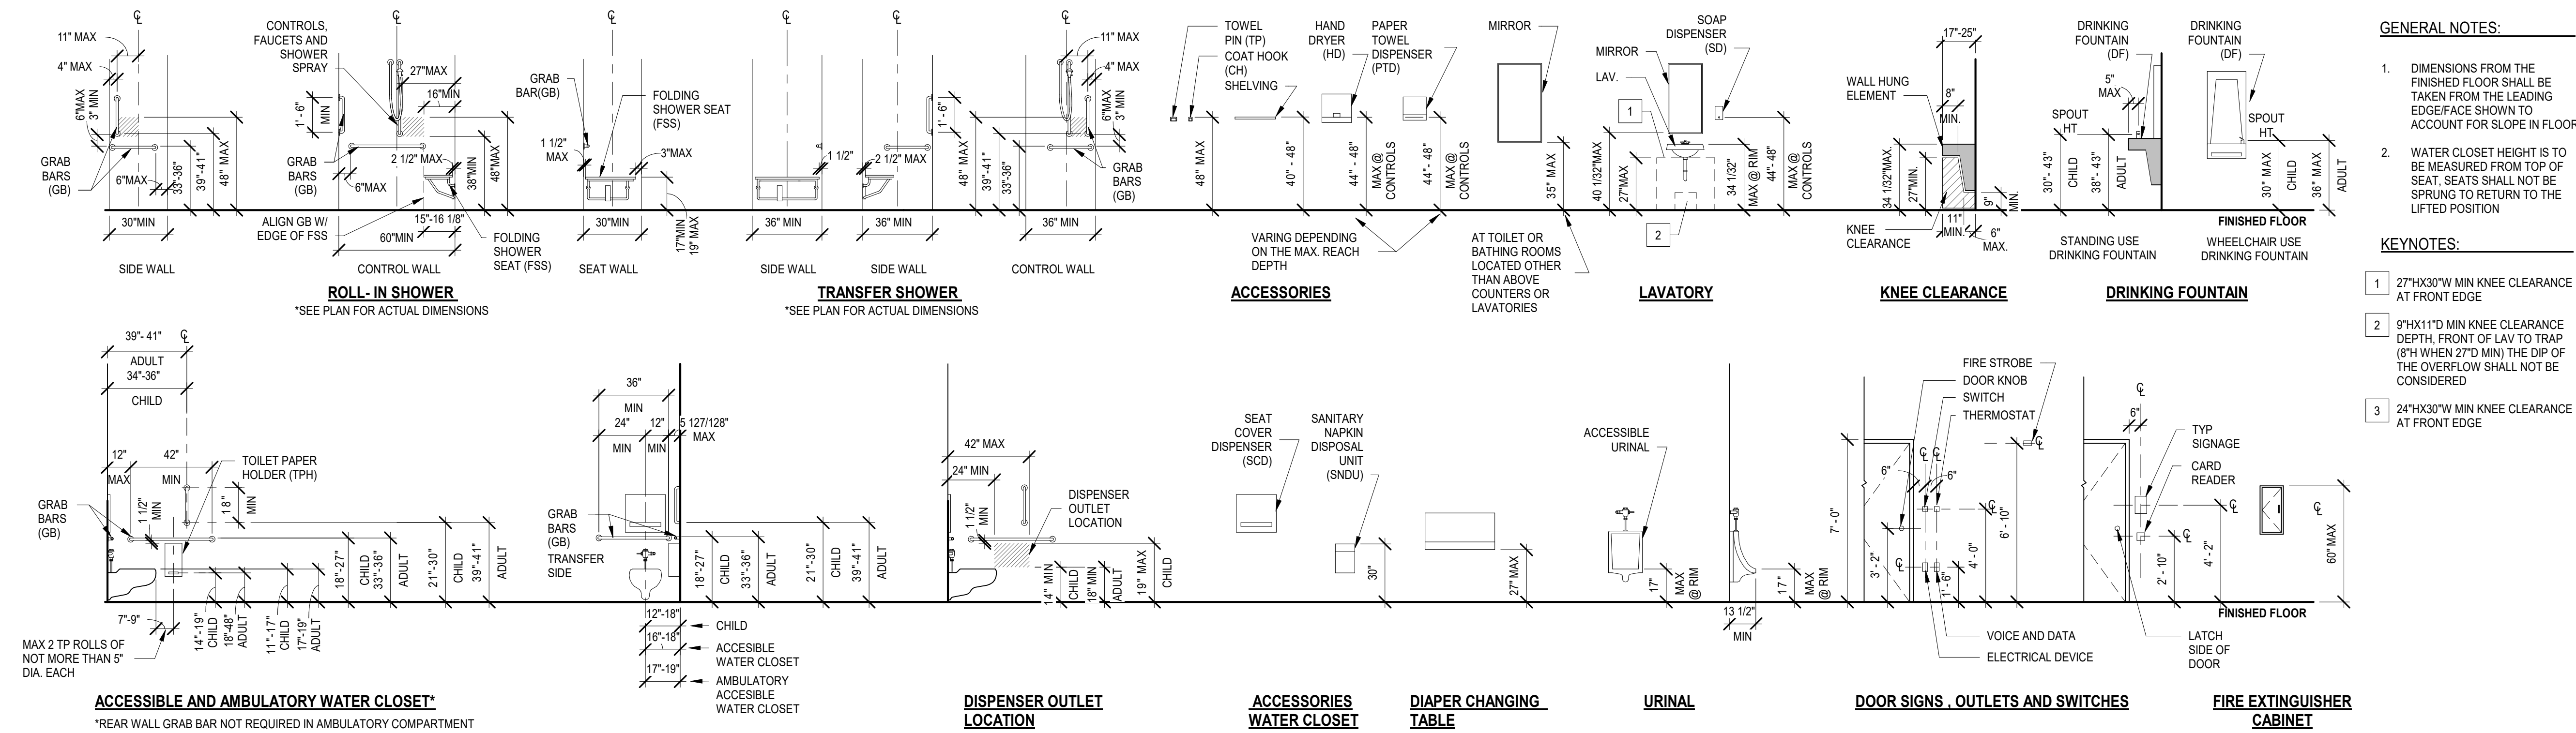 ROLL- IN SHOWER
*SEE PLAN FOR ACTUAL DIMENSIONS
SIDE WALL
℄
11" MAX
4" MAX
6"MAX
3" MIN
GRAB
BARS
(GB)
6"MAX
33"-36"
39"-41"
48" MAX
30"MIN
CONTROL WALL
℄
CONTROLS,
FAUCETS AND
SHOWER
SPRAY
27"MAX
16"MIN
1' - 6"
MIN
GRAB
BARS
(GB)
6"MAX
2 1/2" MAX
38"MIN
48"MAX
ALIGN GB W/
EDGE OF FSS
15"-16 1/8"
60"MIN
FOLDING
SHOWER
SEAT (FSS)
SEAT WALL
℄
GRAB
BAR(GB)
FOLDING
SHOWER SEAT
(FSS)
1 1/2"
MAX
3"MAX
30"MIN
17"MIN
19" MAX
TRANSFER SHOWER
*SEE PLAN FOR ACTUAL DIMENSIONS
SIDE WALL
℄
1 1/2"
36" MIN
SIDE WALL
℄
1' - 6"
2 1/2" MAX
48" MAX
39"-41"
33"-36"
36" MIN
CONTROL WALL
℄
11" MAX
4" MAX
6"MAX
3" MIN
GRAB
BARS
(GB)
36" MIN
ACCESSORIES
TOWEL
PIN (TP)
COAT HOOK
(CH)
SHELVING
HAND
DRYER
(HD)
PAPER
TOWEL
DISPENSER
(PTD)
MIRROR
48" MAX
40" - 48"
44" - 48"
MAX @
CONTROLS
44" - 48"
MAX @
CONTROLS
35" MAX
VARING DEPENDING
ON THE MAX. REACH
DEPTH
AT TOILET OR
BATHING ROOMS
LOCATED OTHER
THAN ABOVE
COUNTERS OR
LAVATORIES
LAVATORY
SOAP
DISPENSER
(SD)
MIRROR
LAV.
1
2
40 1/32"MAX
27"MAX
34 1/32"
MAX @ RIM
44"- 48"
MAX @
CONTROLS
KNEE CLEARANCE
17"-25"
WALL HUNG
ELEMENT
8"
MIN.
34 1/32"MAX.
27"MIN.
9"
MIN.
KNEE
CLEARANCE
11"
MIN.
6"
MAX.
DRINKING FOUNTAIN
DRINKING
FOUNTAIN
(DF)
5"
MAX
SPOUT
HT
30"- 43"
CHILD
38"- 43"
ADULT
STANDING USE
DRINKING FOUNTAIN
DRINKING
FOUNTAIN
(DF)
SPOUT
HT
30" MAX
CHILD
36" MAX
ADULT
FINISHED FLOOR
WHEELCHAIR USE
DRINKING FOUNTAIN
GENERAL NOTES:
1. DIMENSIONS FROM THE
FINISHED FLOOR SHALL BE
TAKEN FROM THE LEADING
EDGE/FACE SHOWN TO
ACCOUNT FOR SLOPE IN FLOOR
2. WATER CLOSET HEIGHT IS TO
BE MEASURED FROM TOP OF
SEAT, SEATS SHALL NOT BE
SPRUNG TO RETURN TO THE
LIFTED POSITION
KEYNOTES:
1 27"HX30"W MIN KNEE CLEARANCE
AT FRONT EDGE
2 9"HX11"D MIN KNEE CLEARANCE
DEPTH, FRONT OF LAV TO TRAP
(8"H WHEN 27"D MIN) THE DIP OF
THE OVERFLOW SHALL NOT BE
CONSIDERED
3 24"HX30"W MIN KNEE CLEARANCE
AT FRONT EDGE
ACCESSIBLE AND AMBULATORY WATER CLOSET*
*REAR WALL GRAB BAR NOT REQUIRED IN AMBULATORY COMPARTMENT
39"- 41"
℄
ADULT
34"-36"
CHILD
12"
MAX
42"
MIN
TOILET PAPER
HOLDER (TPH)
GRAB
BARS
(GB)
1 1/2"
MIN
18"
MIN
7"-9"
MAX 2 TP ROLLS OF
NOT MORE THAN 5"
DIA. EACH
14"-19"
CHILD
18"-48"
ADULT
11"-17"
CHILD
17"-19"
ADULT
18"-27"
CHILD
33"-36"
ADULT
21"-30"
CHILD
39"-41"
ADULT
36"
MIN
24"
MIN
12"
MIN
5 127/128"
MAX
GRAB
BARS
(GB)
TRANSFER
SIDE
18"-27"
CHILD
33"-36"
ADULT
21"-30"
CHILD
39"-41"
ADULT
12"-18"
CHILD
16"-18"
ACCESIBLE
WATER CLOSET
17"-19"
AMBULATORY
ACCESIBLE
WATER CLOSET
DISPENSER OUTLET
LOCATION
42" MAX
24" MIN
1 1/2"
MIN
DISPENSER
OUTLET
LOCATION
14" MIN
CHILD
18" MIN
ADULT
19" MAX
CHILD
ACCESSORIES
WATER CLOSET
SEAT
COVER
DISPENSER
(SCD)
SANITARY
NAPKIN
DISPOSAL
UNIT
(SNDU)
30"
DIAPER CHANGING
TABLE
27" MAX
URINAL
ACCESSIBLE
URINAL
17"
MAX
@ RIM
17"
MAX
@ RIM
13 1/2"
MIN
DOOR SIGNS , OUTLETS AND SWITCHES
FIRE STROBE
DOOR KNOB
SWITCH
THERMOSTAT
℄
℄ ℄
6"
6"
7' - 0"
3' - 2"
℄
1' - 6"
4' - 0"
℄
6' - 10"
VOICE AND DATA
ELECTRICAL DEVICE
℄
6"
TYP
SIGNAGE
CARD
READER
℄
℄
2' - 10"
4' - 2"
LATCH
SIDE OF
DOOR
FIRE EXTINGUISHER
CABINET
℄
60" MAX
FINISHED FLOOR